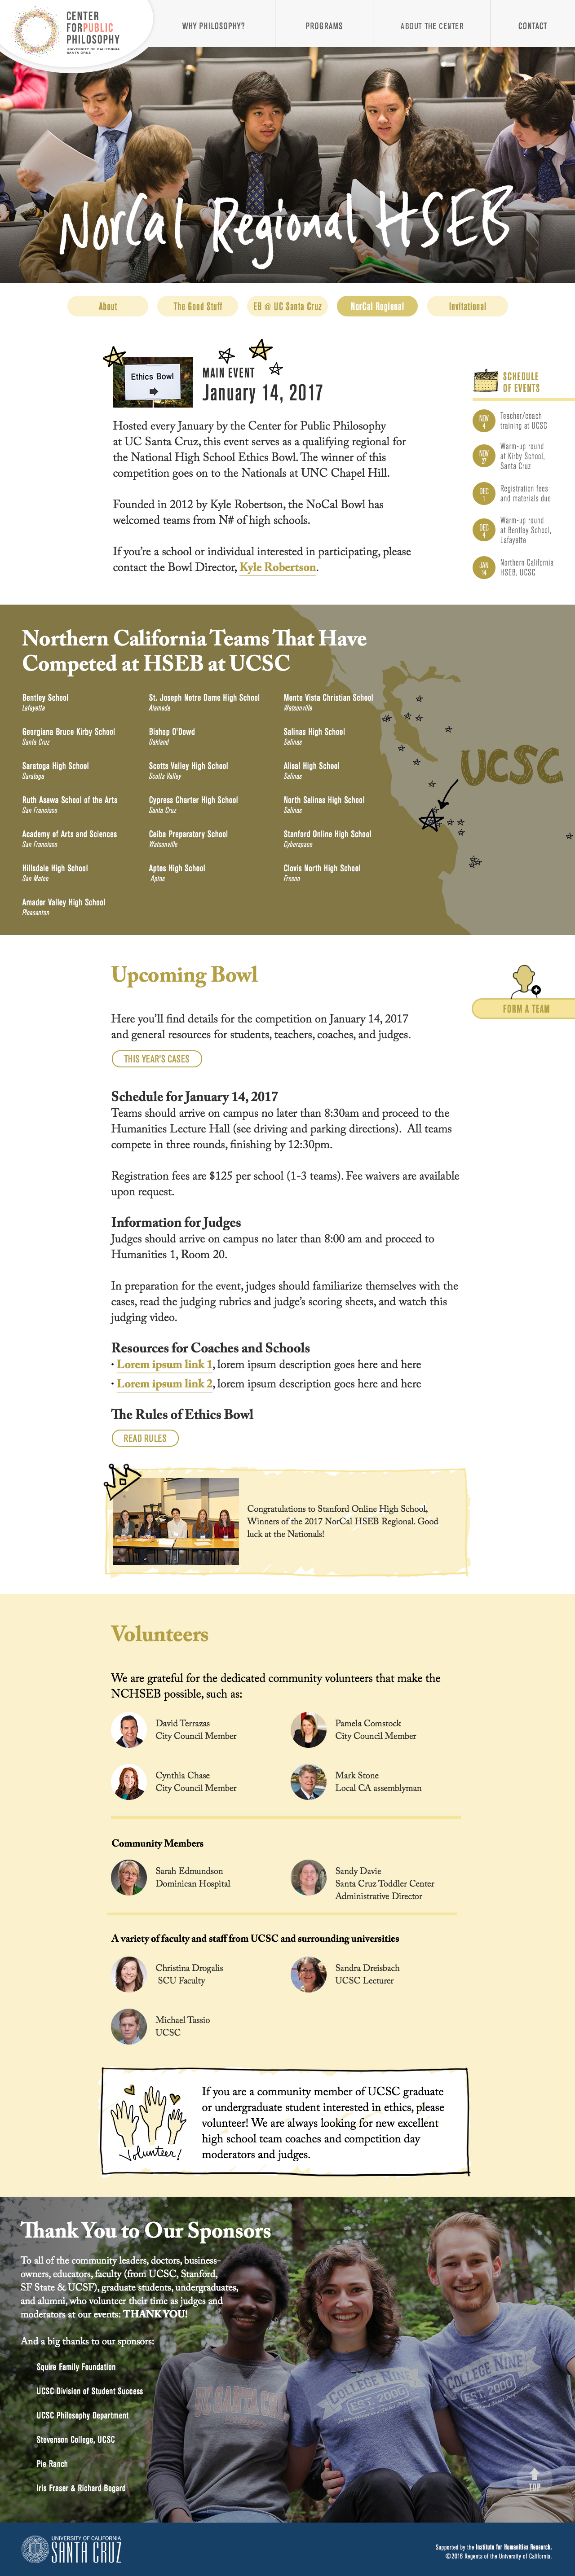 CENTER
FORPUBLIC
PHILOSOPHY
UNIVERSITY OF CALIFORNIA
SANTA CRUZ
WHY PHILOSOPHY?
PROGRAMS
ABOUT THE CENTER
CONTACT
NorCal Regional HSEB
About
The Good Stuff
EB @ UC Santa Cruz
NorCal Regional
Invitational
Ethics Bowl
MAIN EVENT
January 14, 2017
Hosted every January by the Center for Public Philosophy
at UC Santa Cruz, this event serves as a qualifying regional for
the National High School Ethics Bowl. The winner of this
competition goes on to the Nationals at UNC Chapel Hill.
Founded in 2012 by Kyle Robertson, the NoCal Bowl has
welcomed teams from N# of high schools.
If you're a school or individual interested in participating, please
contact the Bowl Director, Kyle Robertson.
SCHEDULE
OF EVENTS
NOV
4
Teacher/coach
training at UCSC
NOV
27
Warm-up round
at Kirby School,
Santa Cruz
DEC
1
Registration fees
and materials due
DEC
4
Warm-up round
at Bentley School,
Lafayette
JAN
14
Northern California
HSEB, UCSC
Northern California Teams That Have
Competed at HSEB at UCSC
Bentley School
Lafayette
Georgiana Bruce Kirby School
Santa Cruz
Saratoga High School
Saratoga
Ruth Asawa School of the Arts
San Francisco
Academy of Arts and Sciences
San Francisco
Hillsdale High School
San Mateo
Amador Valley High School
Pleasanton
St. Joseph Notre Dame High School
Alameda
Bishop O'Dowd
Oakland
Scotts Valley High School
Scotts Valley
Cypress Charter High School
Santa Cruz
Ceiba Preparatory School
Watsonville
Aptos High School
Aptos
Monte Vista Christian School
Watsonville
Salinas High School
Salinas
Alisal High School
Salinas
North Salinas High School
Salinas
Stanford Online High School
Cyberspace
Clovis North High School
Fresno
UCSC
Upcoming Bowl
Here you'll find details for the competition on January 14, 2017
and general resources for students, teachers, coaches, and judges.
THIS YEAR'S CASES
FORM A TEAM
Schedule for January 14, 2017
Teams should arrive on campus no later than 8:30am and proceed to the
Humanities Lecture Hall (see driving and parking directions). All teams
compete in three rounds, finishing by 12:30pm.
Registration fees are $125 per school (1-3 teams). Fee waivers are available
upon request.
Information for Judges
Judges should arrive on campus no later than 8:00 am and proceed to
Humanities 1, Room 20.
In preparation for the event, judges should familiarize themselves with the
cases, read the judging rubrics and judge's scoring sheets, and watch this
judging video.
Resources for Coaches and Schools
• Lorem ipsum link 1, lorem ipsum description goes here and here
• Lorem ipsum link 2, lorem ipsum description goes here and here
The Rules of Ethics Bowl
READ RULES
Congratulations to Stanford Online High School,
Winners of the 2017 NorCal HSEB Regional. Good
luck at the Nationals!
Volunteers
We are grateful for the dedicated community volunteers that make the
NCHSEB possible, such as:
David Terrazas
City Council Member
Pamela Comstock
City Council Member
Cynthia Chase
City Council Member
Mark Stone
Local CA assemblyman
Community Members
Sarah Edmundson
Dominican Hospital
Sandy Davie
Santa Cruz Toddler Center
Administrative Director
A variety of faculty and staff from UCSC and surrounding universities
Christina Drogalis
SCU Faculty
Sandra Dreisbach
UCSC Lecturer
Michael Tassio
UCSC
Volunteer!
If you are a community member of UCSC graduate
or undergraduate student interested in ethics, please
volunteer! We are always looking for new excellent
high school team coaches and competition day
moderators and judges.
Thank You to Our Sponsors
To all of the community leaders, doctors, business-
owners, educators, faculty (from UCSC, Stanford,
SF State & UCSF), graduate students, undergraduates,
and alumni, who volunteer their time as judges and
moderators at our events: THANK YOU!
And a big thanks to our sponsors:
Squire Family Foundation
UCSC Division of Student Success
UCSC Philosophy Department
Stevenson College, UCSC
Pie Ranch
Iris Fraser & Richard Bogard
COLLEGE NINE
EST. 2000
COLLEGE NINE
EST. 2000
TOP
UNIVERSITY OF CALIFORNIA
SANTA CRUZ
Supported by the Institute for Humanities Research.
©2016 Regents of the University of California.